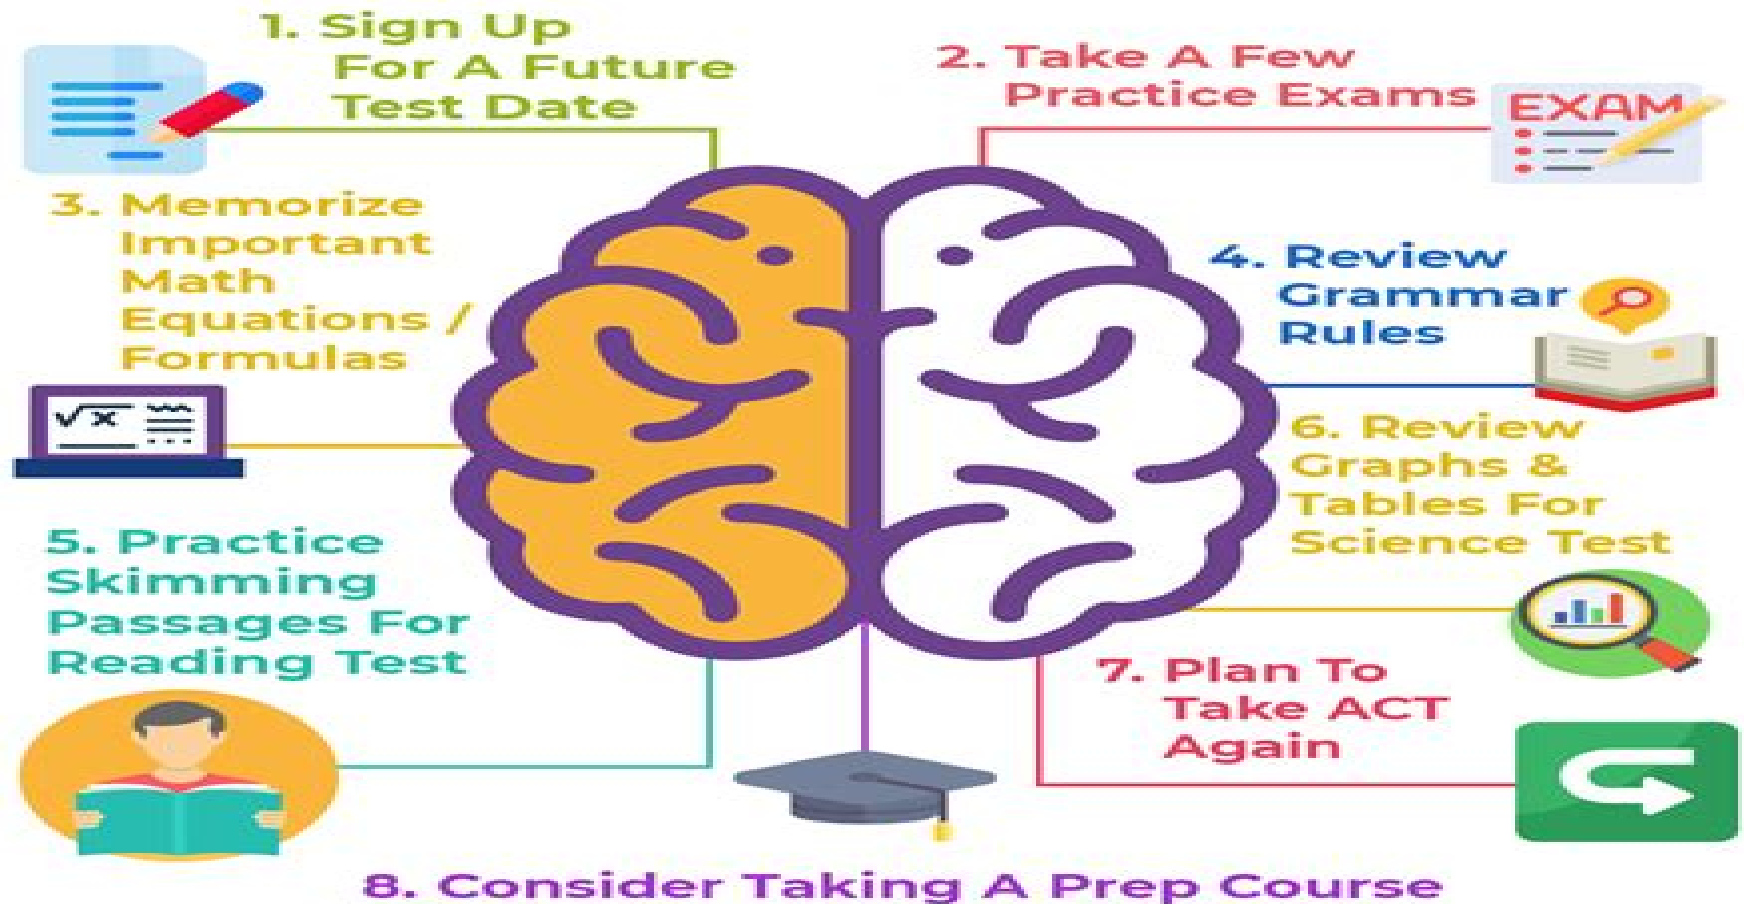 1. Sign Up
For A Future
Test Date
2. Take A Few
Practice Exams
EXAM
3. Memorize
Important
Math
Equations /
Formulas
√x
4. Review
Grammar
Rules
5. Practice
Skimming
Passages For
Reading Test
6. Review
Graphs &
Tables For
Science Test
7. Plan To
Take ACT
Again
8. Consider Taking A Prep Course